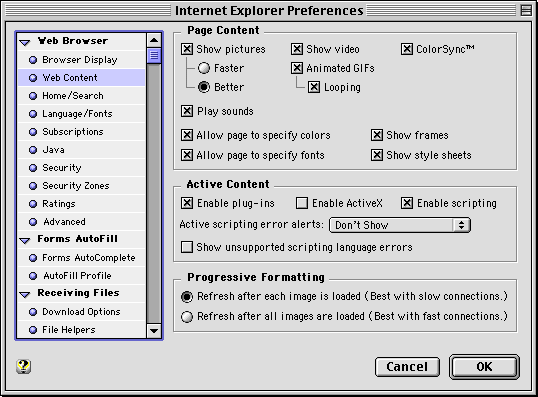 Internet Explorer Preferences
Web Browser
Browser Display
Web Content
Home/Search
Language/Fonts
Subscriptions
Java
Security
Security Zones
Ratings
Advanced
Forms AutoFill
Forms AutoComplete
AutoFill Profile
Receiving Files
Download Options
File Helpers
Page Content
Show pictures Show video ColorSync™
Faster Animated GIFs
Better Looping
Play sounds
Allow page to specify colors Show frames
Allow page to specify fonts Show style sheets
Active Content
Enable plug-ins Enable ActiveX Enable scripting
Active scripting error alerts: Don't Show
Show unsupported scripting language errors
Progressive Formatting
Refresh after each image is loaded (Best with slow connections.)
Refresh after all images are loaded (Best with fast connections.)
? Cancel OK